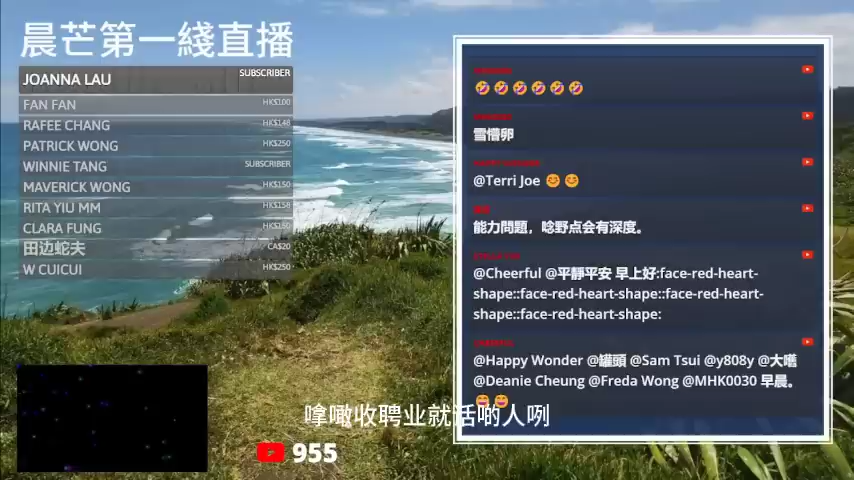 晨芒第一綫直播
JOANNA LAU SUBSCRIBER
FAN FAN HK$100
RAFEE CHANG HK$148
PATRICK WONG HK$250
WINNIE TANG SUBSCRIBER
MAVERICK WONG HK$150
RITA YIU MM HK$158
CLARA FUNG
田边蛇夫 CA$20
W CUICUI HK$250
🤣🤣🤣🤣🤣🤣
雪懵卵
@Terri Joe 😊 😊
能力問題，唸野点会有深度。
@Cheerful @平靜平安 早上好:face-red-heart-
shape::face-red-heart-shape::face-red-heart-
shape::face-red-heart-shape:
@Happy Wonder @罐頭 @Sam Tsui @y808y @大嚿
@Deanie Cheung @Freda Wong @MHK0030 早晨。
😄😄
嗱噉收聘业就话啲人咧
955